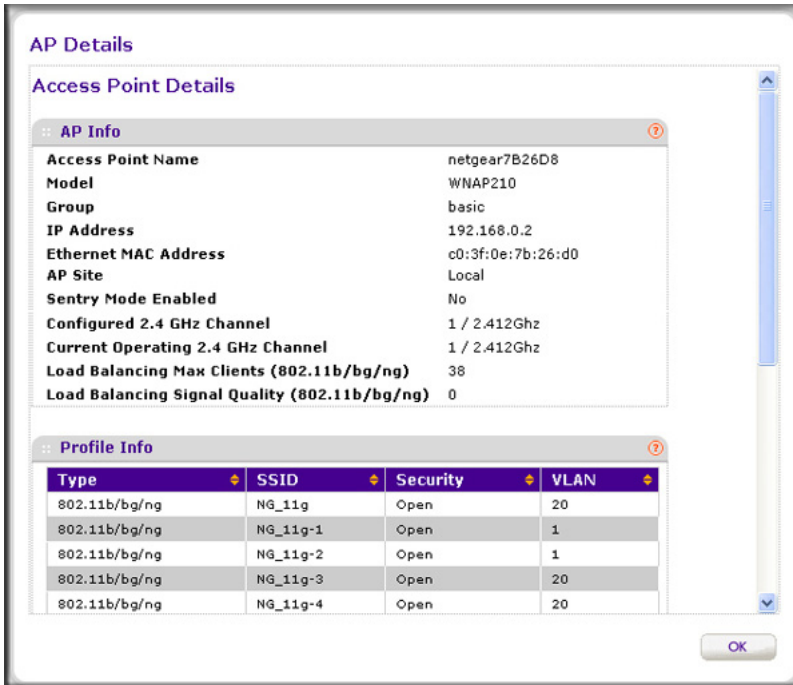 AP Details
Access Point Details
AP Info
Access Point Name netgear7B26D8
Model WNAP210
Group basic
IP Address 192.168.0.2
Ethernet MAC Address c0:3f:0e:7b:26:d0
AP Site Local
Sentry Mode Enabled No
Configured 2.4 GHz Channel 1 / 2.412Ghz
Current Operating 2.4 GHz Channel 1 / 2.412Ghz
Load Balancing Max Clients (802.11b/bg/ng) 38
Load Balancing Signal Quality (802.11b/bg/ng) 0
Profile Info
Type SSID Security VLAN
802.11b/bg/ng NG_11g Open 20
802.11b/bg/ng NG_11g-1 Open 1
802.11b/bg/ng NG_11g-2 Open 1
802.11b/bg/ng NG_11g-3 Open 20
802.11b/bg/ng NG_11g-4 Open 20
OK